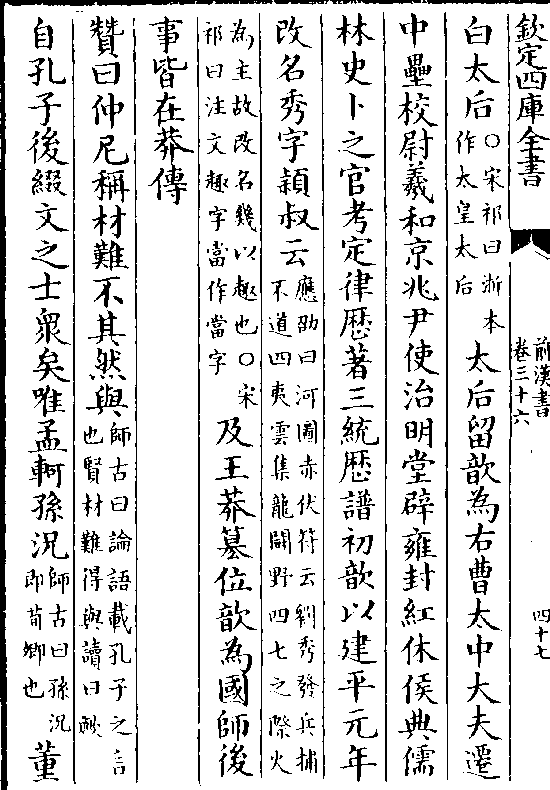 欽定四庫全書
前漢書
卷三十六
四十七
白太后○宋祁曰浙本作太皇太后太后留歆為右曹太中大夫遷
中壘校尉羲和京兆尹使治明堂辟雍封紅休侯典儒
林史卜之官考定律歴著三統歴譜初歆以建平元年
改名秀字穎叔云應劭曰河圖赤伏符云劉秀發兵捕不道四夷雲集龍鬬野四七之際火
為主故改名幾以趣也○宋祁曰注文趣字當作當字及王莽簒位歆為國師後
事皆在莽傳
贊曰仲尼稱材難不其然與師古曰論語載孔子之言也賢材難得與讀曰歟
自孔子後綴文之士衆矣唯孟軻孫況師古曰孫況即荀卿也董